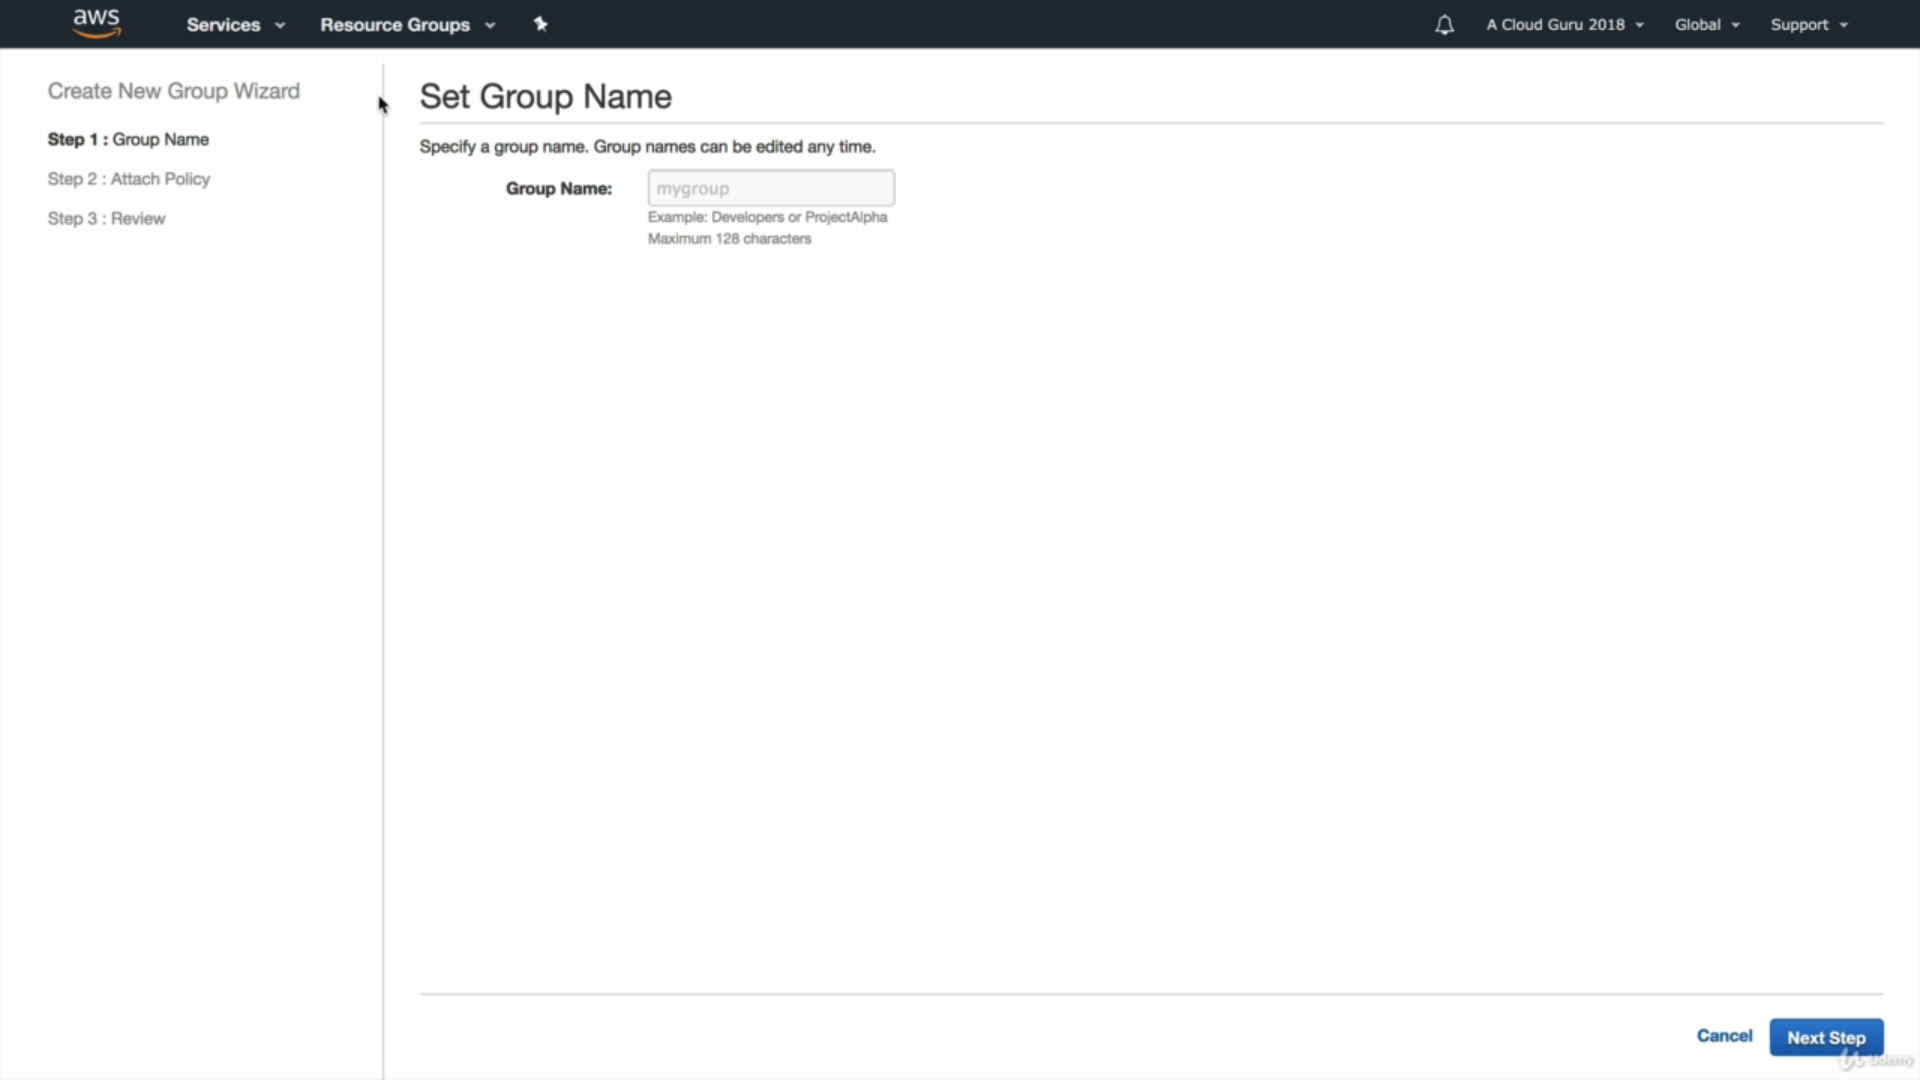 aws Services Resource Groups A Cloud Guru 2018 Global Support
Create New Group Wizard
Step 1 : Group Name
Step 2 : Attach Policy
Step 3 : Review
Set Group Name
Specify a group name. Group names can be edited any time.
Group Name: mygroup
Example: Developers or ProjectAlpha
Maximum 128 characters
Cancel Next Step
Udemy